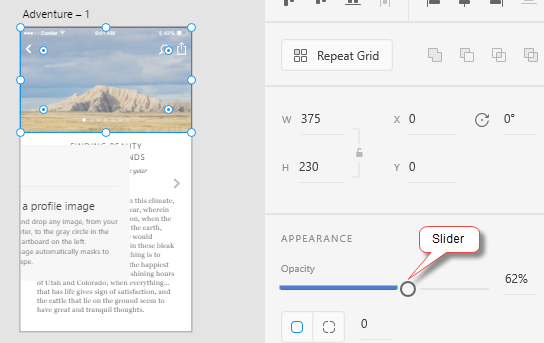 Adventure – 1
Carrier
9:41 AM
42%
FINDING BEAUTY
NDS
year
a profile image
nd drop any image, from your
ter, to the gray circle in the
artboard on the left.
age automatically masks to
ape.
n this climate,
ear, wherein
on, when the
the earth,
would
in these bleak
thing is to
the happiest
shining hours
of Utah and Colorado; when everything...
that has life gives sign of satisfaction, and
the cattle that lie on the ground seem to
have great and tranquil thoughts.
Repeat Grid
W 375 X 0 0°
H 230 Y 0
APPEARANCE
Slider
Opacity
62%
0